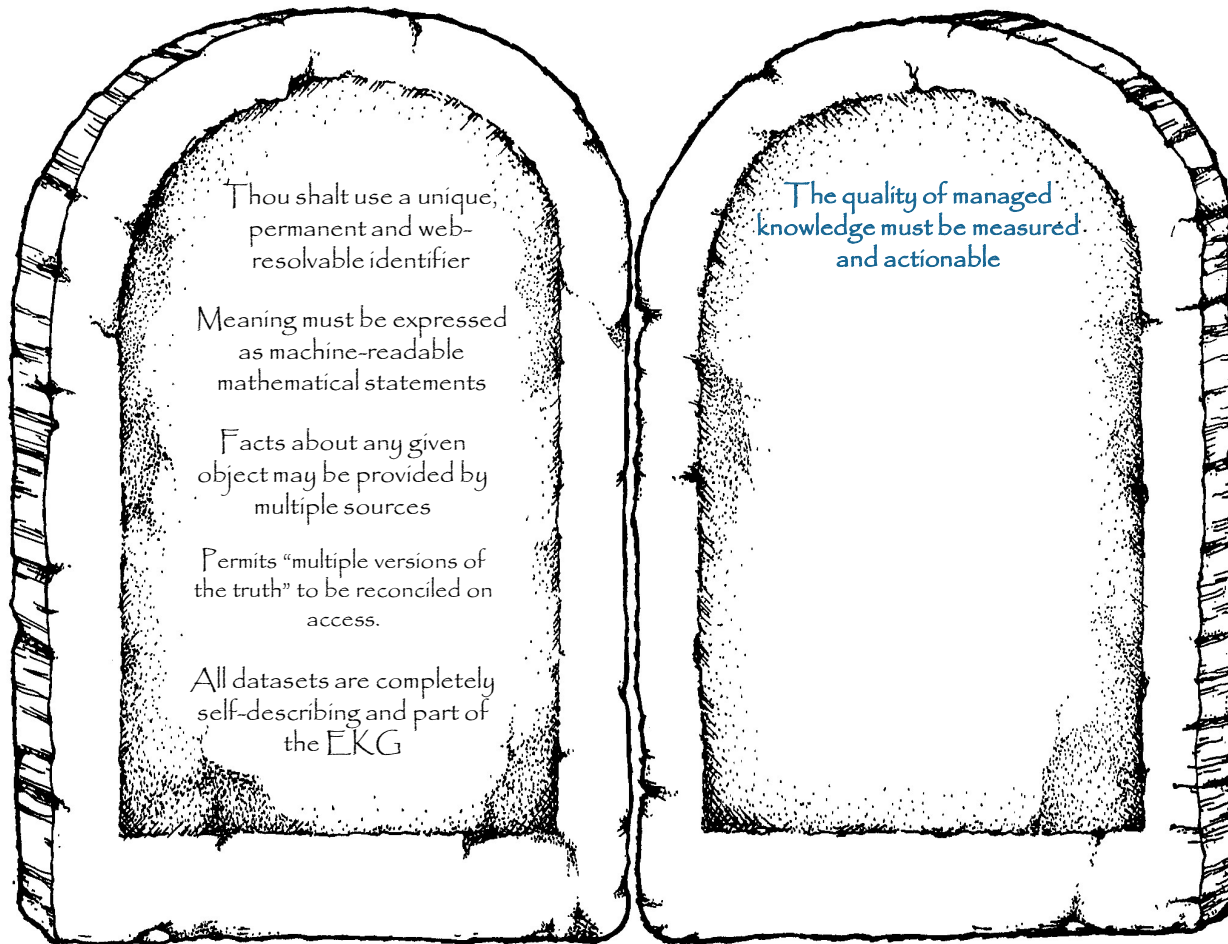 Thou shalt use a unique,
permanent and web-
resolvable identifier
Meaning must be expressed
as machine-readable
mathematical statements
Facts about any given
object may be provided by
multiple sources
Permits “multiple versions of
the truth” to be reconciled on
access.
All datasets are completely
self-describing and part of
the EKG
The quality of managed
knowledge must be measured
and actionable